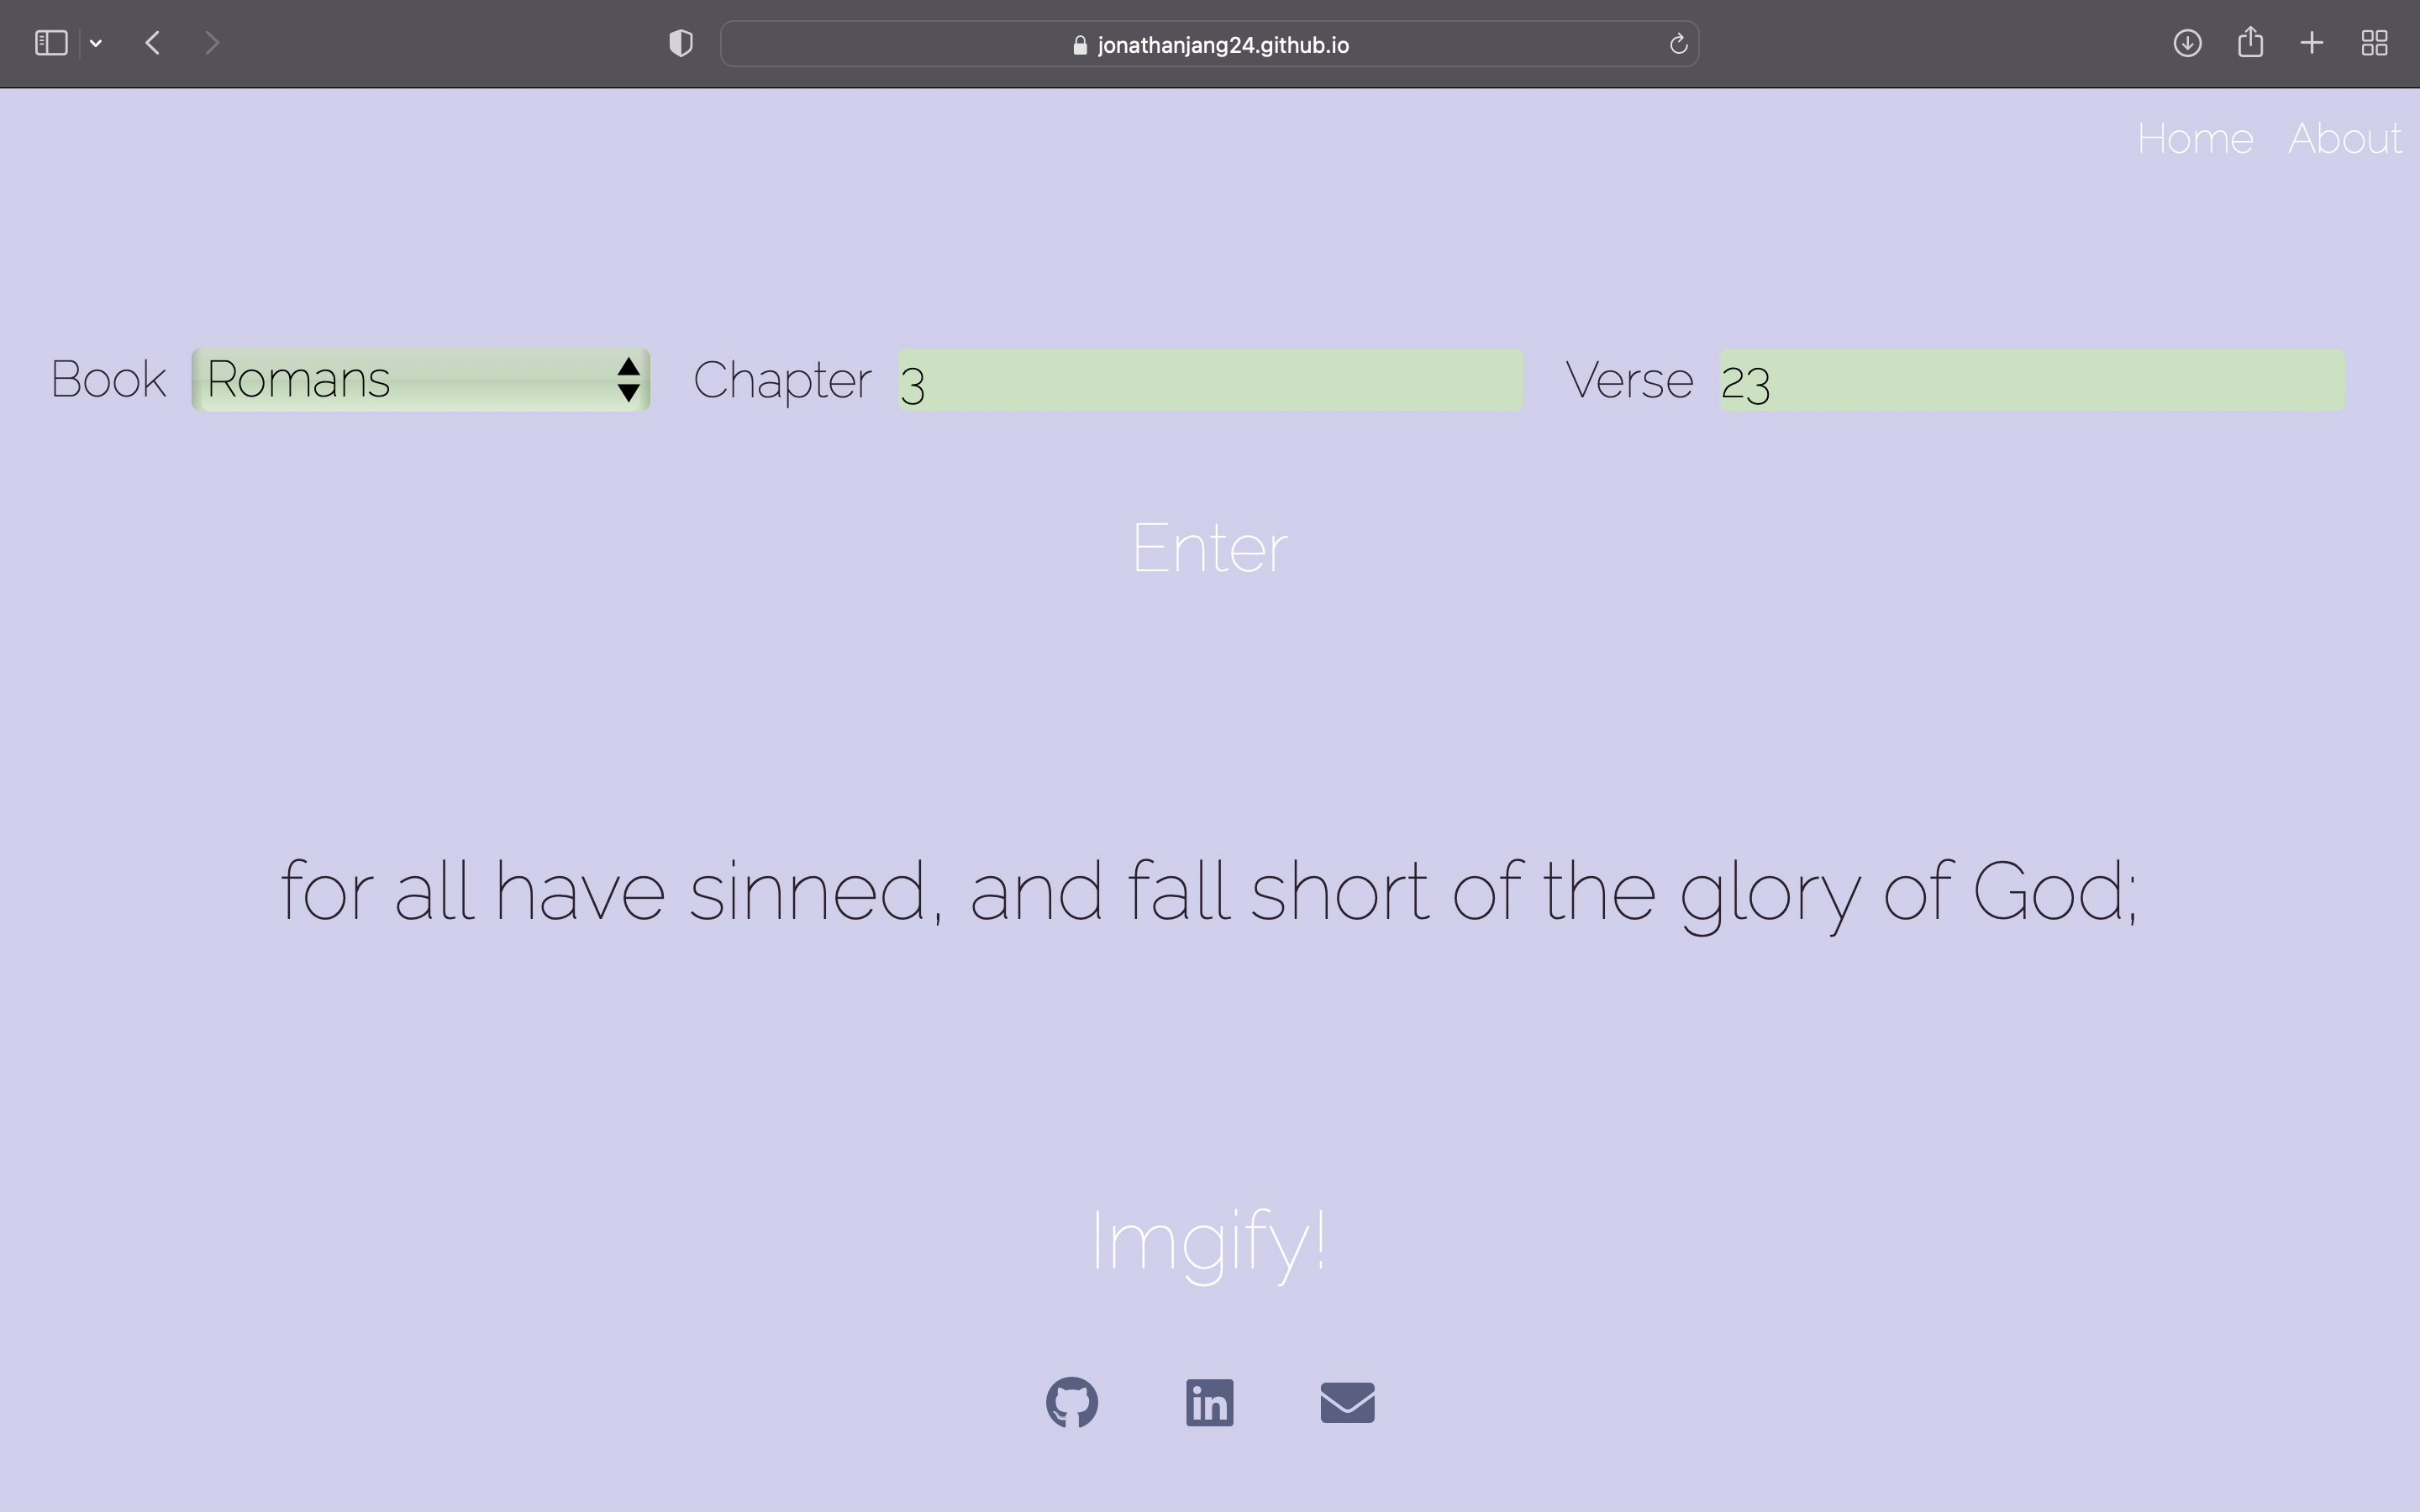 jonathanjang24.github.io
Home About
Book Romans Chapter 3 Verse 23
Enter
for all have sinned, and fall short of the glory of God;
Imgify!
in